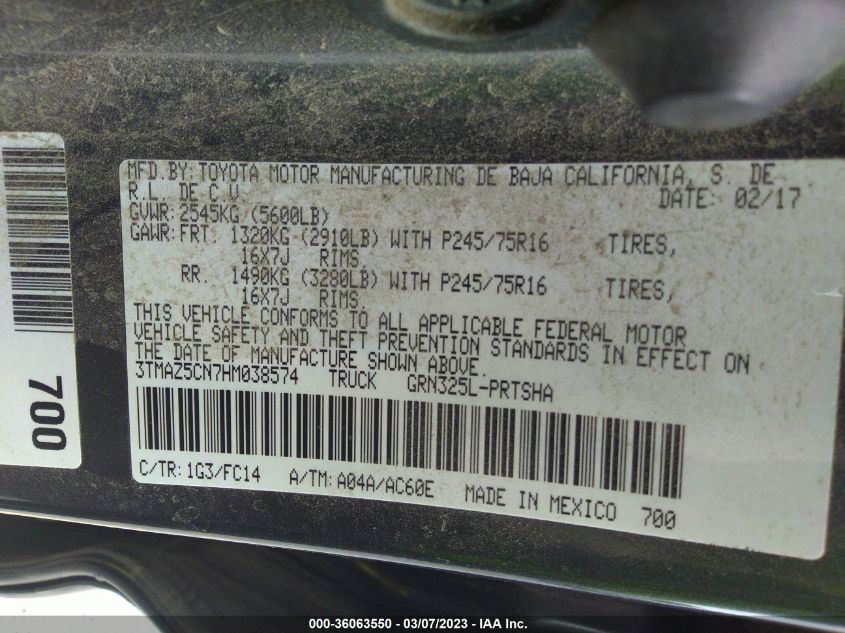 MFD.BY:TOYOTA MOTOR MANUFACTURING DE BAJA CALIFORNIA, S. DE
R.L. DE C.V. DATE: 02/17
GVWR:2545KG (5600LB)
GAWR:FRT. 1320KG (2910LB) WITH P245/75R16 TIRES,
16X7J RIMS,
RR. 1490KG (3280LB) WITH P245/75R16 TIRES,
16X7J RIMS.
THIS VEHICLE CONFORMS TO ALL APPLICABLE FEDERAL MOTOR
VEHICLE SAFETY AND THEFT PREVENTION STANDARDS IN EFFECT ON
THE DATE OF MANUFACTURE SHOWN ABOVE.
3TMAZ5CN7HM038574 TRUCK GRN325L-PRTSHA
C/TR:1G3/FC14 A/TM:A04A/AC60E MADE IN MEXICO 700
700
000-36063550 / 03/07/2023 - IAA Inc.